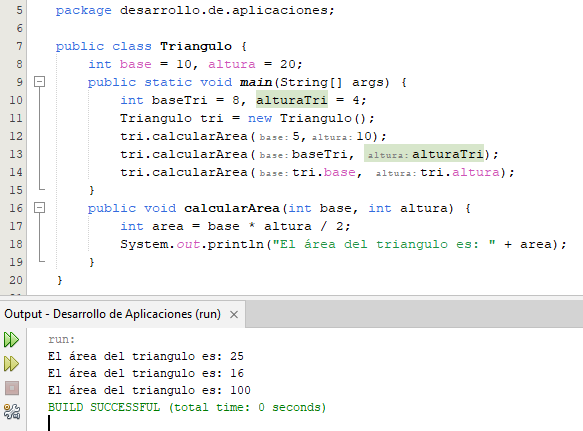 5 package desarrollo.de.aplicaciones;
6
7 public class Triangulo {
8 int base = 10, altura = 20;
9 public static void main(String[] args) {
10 int baseTri = 8, alturaTri = 4;
11 Triangulo tri = new Triangulo();
12 tri.calcularArea(base:5,altura:10);
13 tri.calcularArea(base:baseTri, altura:alturaTri);
14 tri.calcularArea(base:tri.base, altura:tri.altura);
15 }
16 public void calcularArea(int base, int altura) {
17 int area = base * altura / 2;
18 System.out.println("El área del triangulo es: " + area);
19 }
20 }
Output - Desarrollo de Aplicaciones (run) ×
run:
El área del triangulo es: 25
El área del triangulo es: 16
El área del triangulo es: 100
BUILD SUCCESSFUL (total time: 0 seconds)